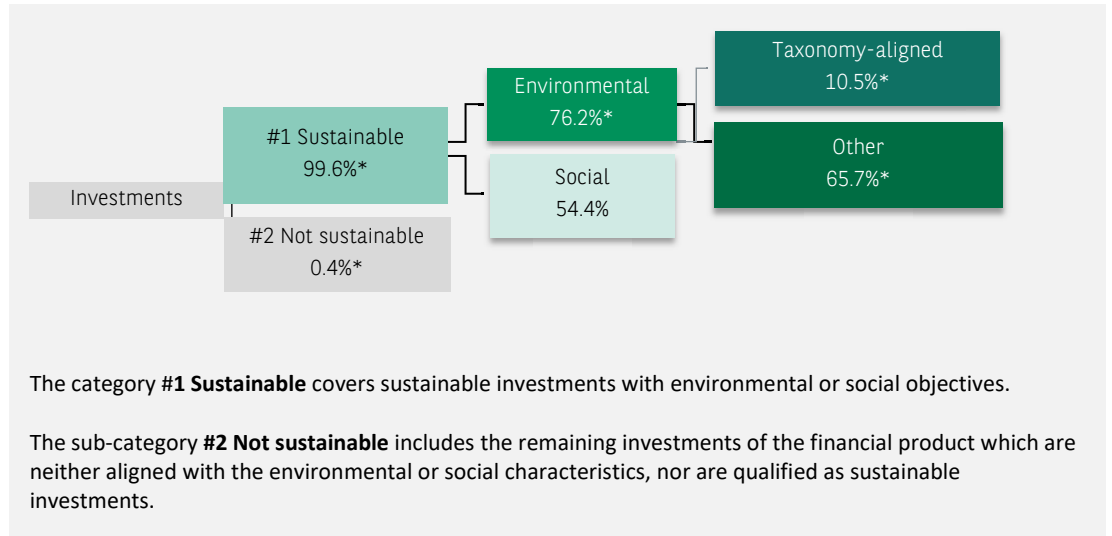 Taxonomy-aligned
10.5%*
Environmental
76.2%*
#1 Sustainable
99.6%*
Other
65.7%*
Social
54.4%
Investments
#2 Not sustainable
0.4%*
The category #1 Sustainable covers sustainable investments with environmental or social objectives.
The sub-category #2 Not sustainable includes the remaining investments of the financial product which are
neither aligned with the environmental or social characteristics, nor are qualified as sustainable
investments.